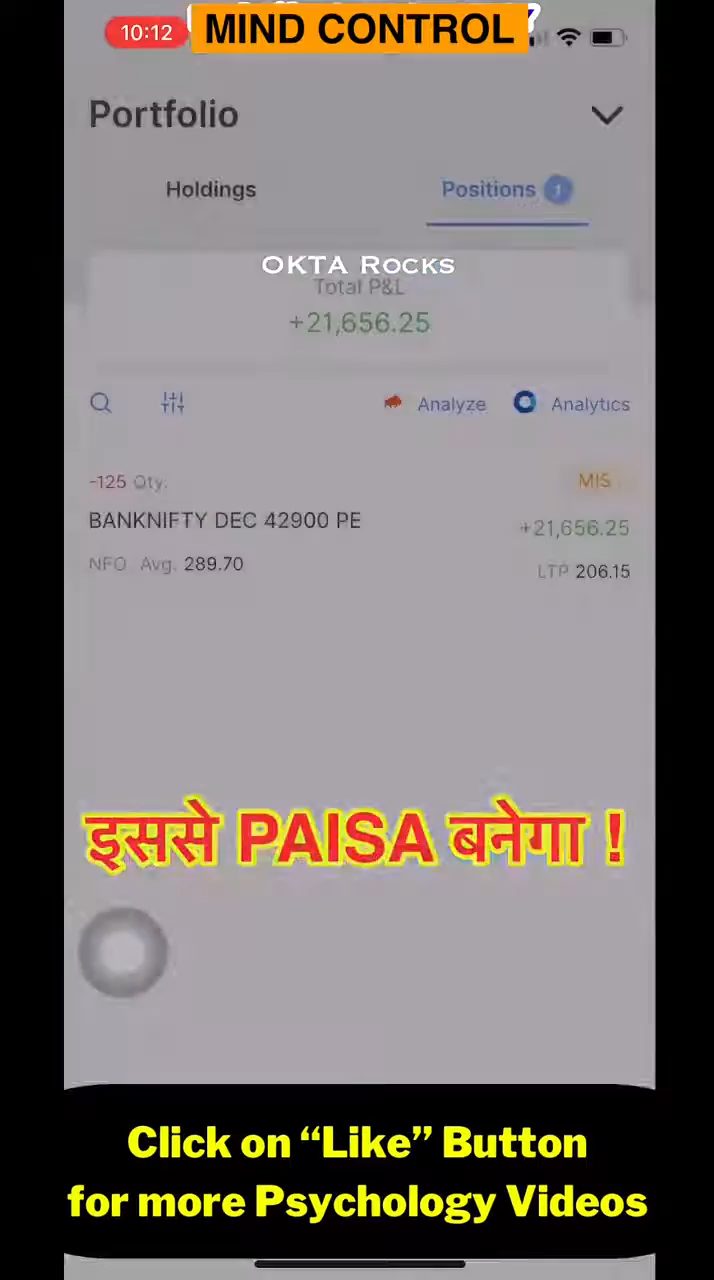 10:12
MIND CONTROL
Portfolio
Holdings
Positions 1
OKTA Rocks
Total P&L
+21,656.25
Analyze
Analytics
-125 Qty.
MIS
BANKNIFTY DEC 42900 PE
+21,656.25
NFO Avg. 289.70
LTP 206.15
इससे PAISA बनेगा !
Click on “Like” Button
for more Psychology Videos